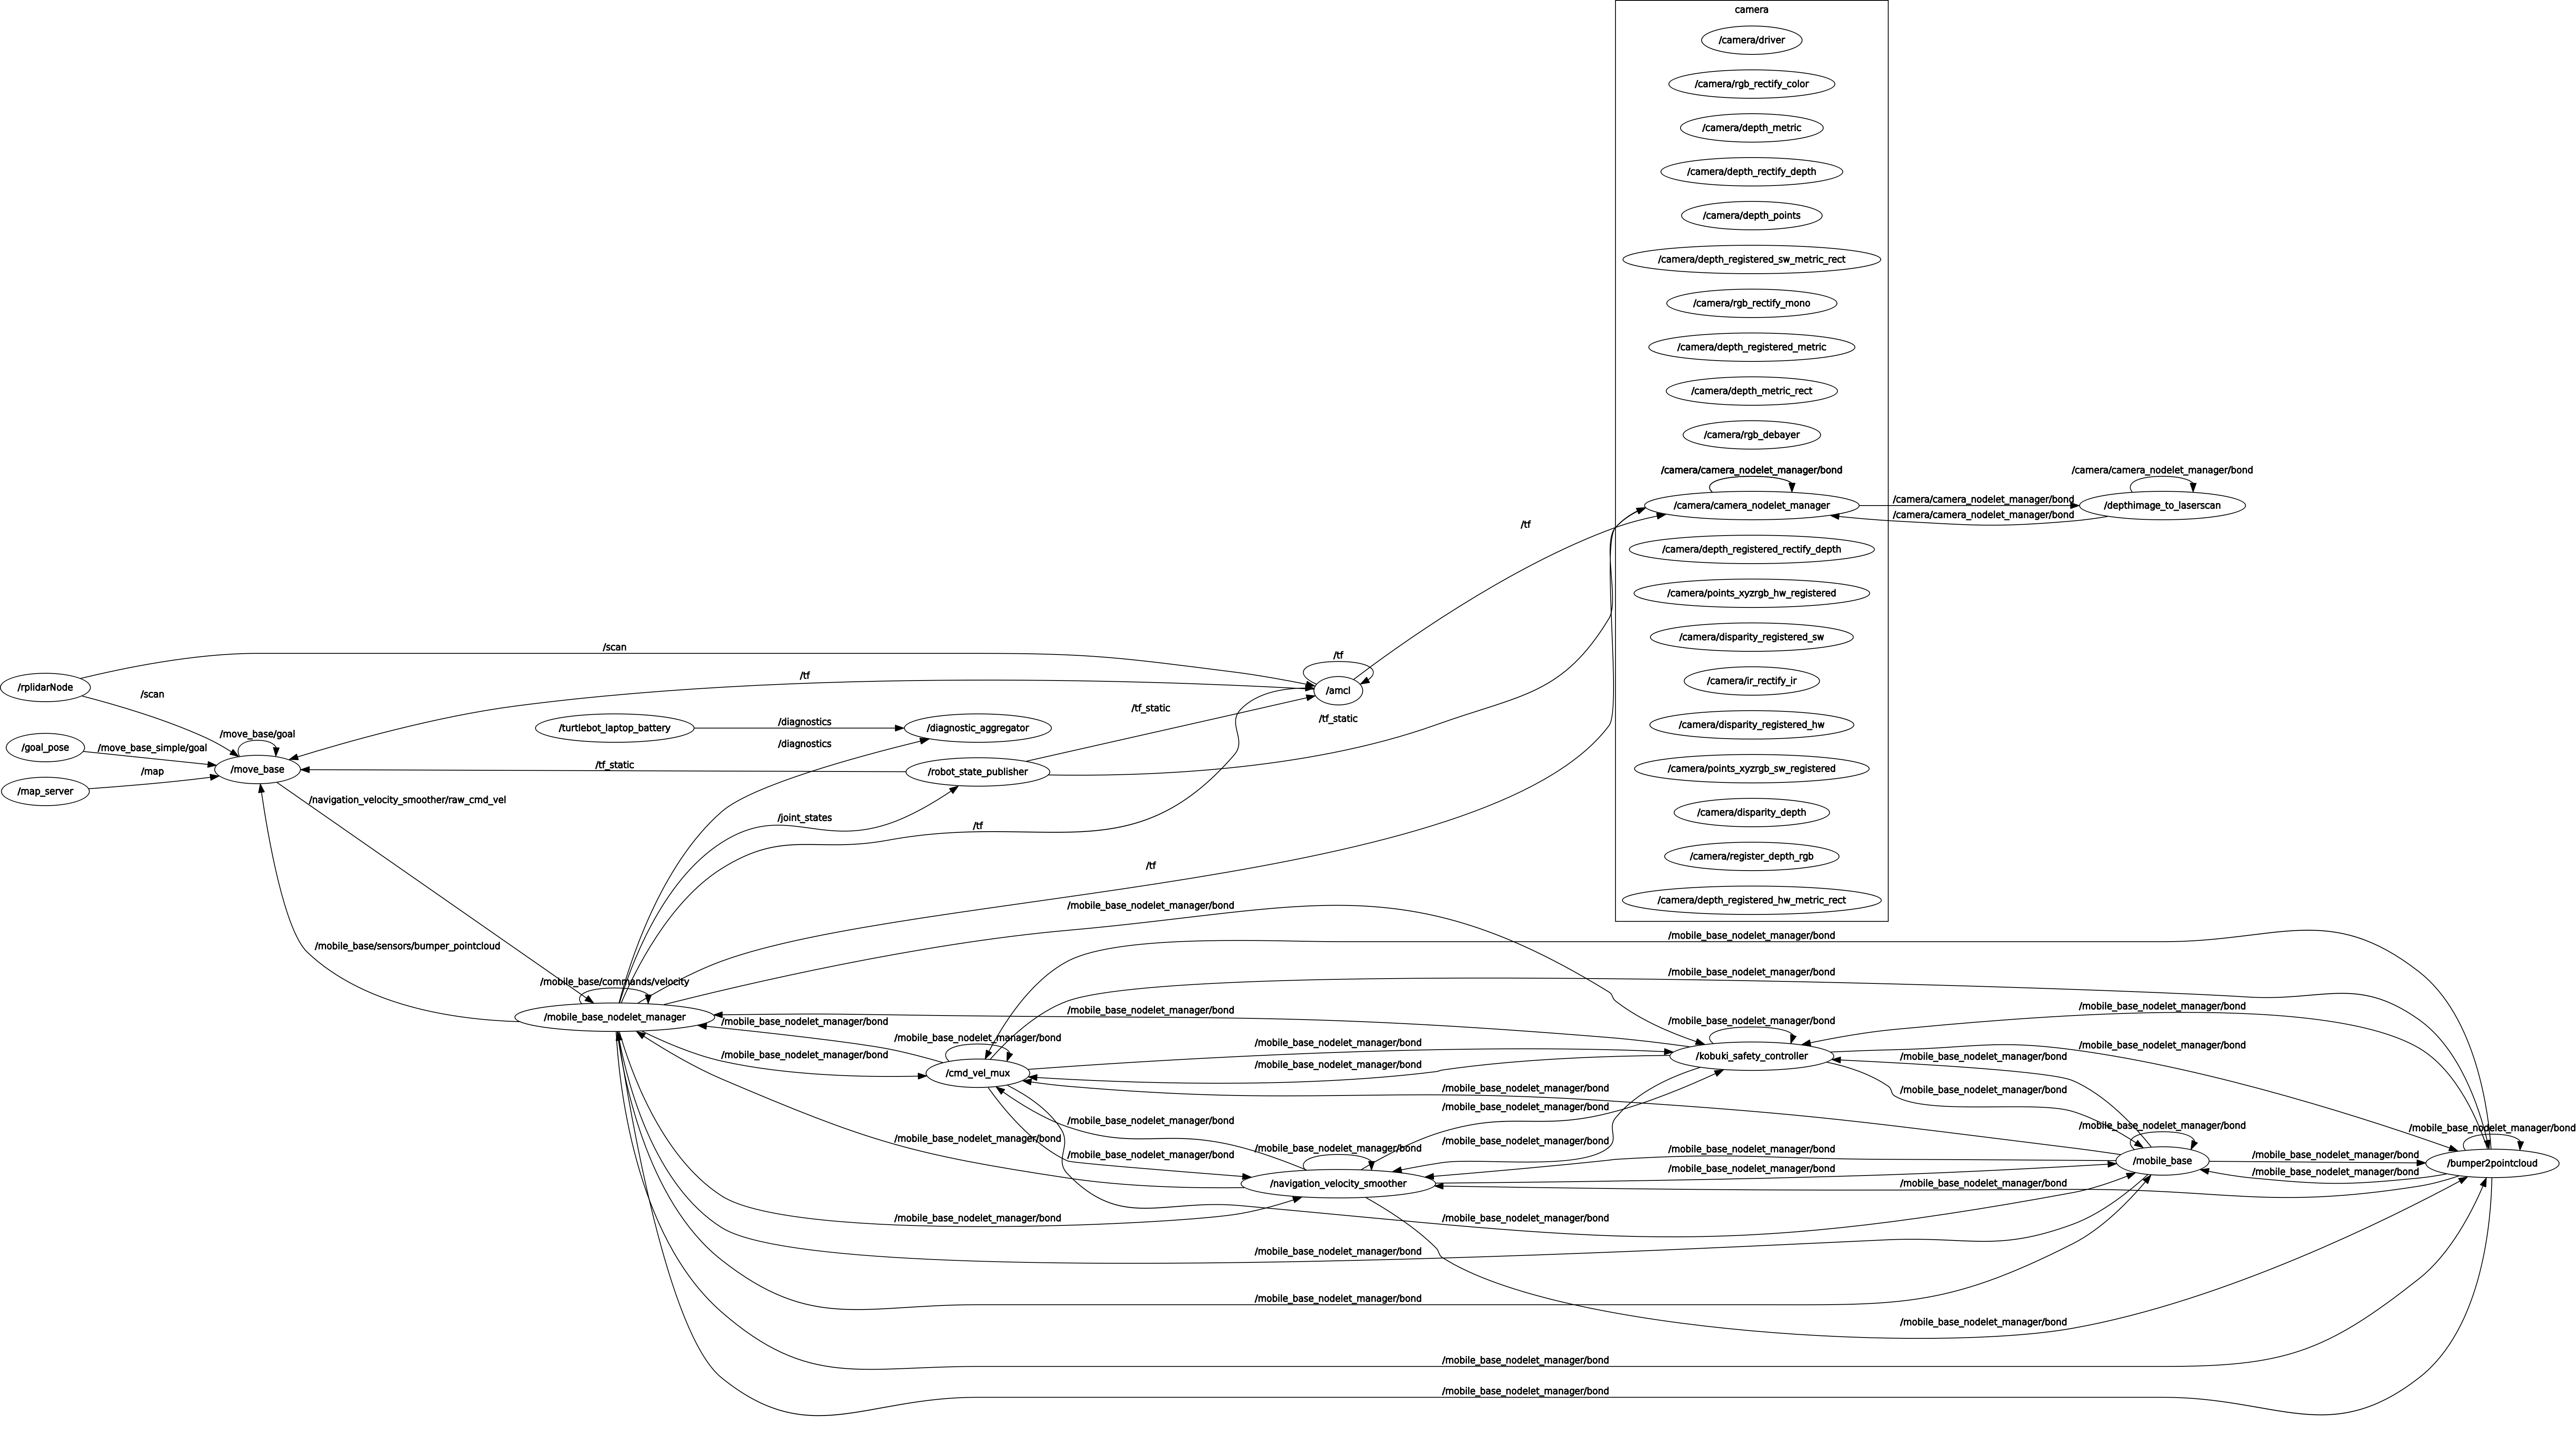 camera
/camera/driver
/camera/rgb_rectify_color
/camera/depth_metric
/camera/depth_rectify_depth
/camera/depth_points
/camera/depth_registered_sw_metric_rect
/camera/rgb_rectify_mono
/camera/depth_registered_metric
/camera/depth_metric_rect
/camera/rgb_debayer
/camera/camera_nodelet_manager/bond
/camera/camera_nodelet_manager/bond
/camera/camera_nodelet_manager
/camera/camera_nodelet_manager/bond
/depthimage_to_laserscan
/camera/camera_nodelet_manager/bond
/tf
/camera/depth_registered_rectify_depth
/camera/points_xyzrgb_hw_registered
/camera/disparity_registered_sw
/scan
/tf
/camera/ir_rectify_ir
/rplidarNode
/scan
/tf
/amcl
/tf_static
/tf_static
/turtlebot_laptop_battery
/diagnostics
/diagnostic_aggregator
/camera/disparity_registered_hw
/move_base/goal
/goal_pose
/move_base_simple/goal
/diagnostics
/move_base
/tf_static
/robot_state_publisher
/camera/points_xyzrgb_sw_registered
/map
/map_server
/navigation_velocity_smoother/raw_cmd_vel
/joint_states
/tf
/camera/disparity_depth
/camera/register_depth_rgb
/tf
/camera/depth_registered_hw_metric_rect
/mobile_base_nodelet_manager/bond
/mobile_base_nodelet_manager/bond
/mobile_base/sensors/bumper_pointcloud
/mobile_base_nodelet_manager/bond
/mobile_base/commands/velocity
/mobile_base_nodelet_manager/bond
/mobile_base_nodelet_manager/bond
/mobile_base_nodelet_manager
/mobile_base_nodelet_manager/bond
/mobile_base_nodelet_manager/bond
/mobile_base_nodelet_manager/bond
/mobile_base_nodelet_manager/bond
/mobile_base_nodelet_manager/bond
/mobile_base_nodelet_manager/bond
/kobuki_safety_controller
/mobile_base_nodelet_manager/bond
/mobile_base_nodelet_manager/bond
/cmd_vel_mux
/mobile_base_nodelet_manager/bond
/mobile_base_nodelet_manager/bond
/mobile_base_nodelet_manager/bond
/mobile_base_nodelet_manager/bond
/mobile_base_nodelet_manager/bond
/mobile_base_nodelet_manager/bond
/mobile_base_nodelet_manager/bond
/mobile_base_nodelet_manager/bond
/mobile_base_nodelet_manager/bond
/mobile_base_nodelet_manager/bond
/mobile_base_nodelet_manager/bond
/mobile_base_nodelet_manager/bond
/mobile_base_nodelet_manager/bond
/mobile_base
/bumper2pointcloud
/mobile_base_nodelet_manager/bond
/mobile_base_nodelet_manager/bond
/navigation_velocity_smoother
/mobile_base_nodelet_manager/bond
/mobile_base_nodelet_manager/bond
/mobile_base_nodelet_manager/bond
/mobile_base_nodelet_manager/bond
/mobile_base_nodelet_manager/bond
/mobile_base_nodelet_manager/bond
/mobile_base_nodelet_manager/bond
/mobile_base_nodelet_manager/bond